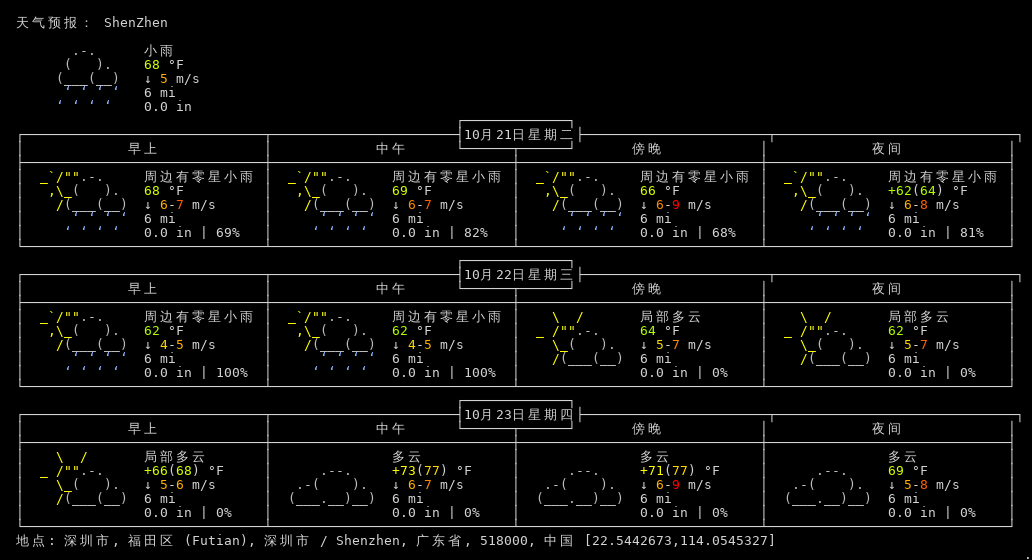 天气预报： ShenZhen
小雨
68 °F
↓ 5 m/s
6 mi
0.0 in
10月21日星期二
早上 中午 傍晚 夜间
周边有零星小雨 周边有零星小雨 周边有零星小雨 周边有零星小雨
68 °F 69 °F 66 °F +62(64) °F
↓ 6-7 m/s ↓ 6-7 m/s ↓ 6-9 m/s ↓ 6-8 m/s
6 mi 6 mi 6 mi 6 mi
0.0 in | 69% 0.0 in | 82% 0.0 in | 68% 0.0 in | 81%
10月22日星期三
早上 中午 傍晚 夜间
周边有零星小雨 周边有零星小雨 局部多云 局部多云
62 °F 62 °F 64 °F 62 °F
↓ 4-5 m/s ↓ 4-5 m/s ↓ 5-7 m/s ↓ 5-7 m/s
6 mi 6 mi 6 mi 6 mi
0.0 in | 100% 0.0 in | 100% 0.0 in | 0% 0.0 in | 0%
10月23日星期四
早上 中午 傍晚 夜间
局部多云 多云 多云 多云
+66(68) °F +73(77) °F +71(77) °F 69 °F
↓ 5-6 m/s ↓ 6-7 m/s ↓ 6-9 m/s ↓ 5-8 m/s
6 mi 6 mi 6 mi 6 mi
0.0 in | 0% 0.0 in | 0% 0.0 in | 0% 0.0 in | 0%
地点: 深圳市, 福田区 (Futian), 深圳市 / Shenzhen, 广东省, 518000, 中国 [22.5442673,114.0545327]